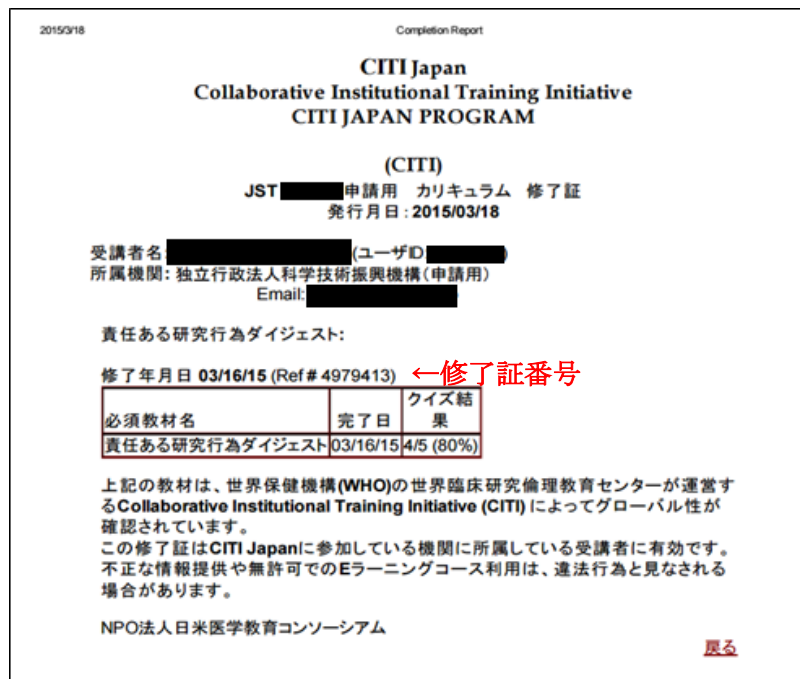 2015/3/18 Completion Report
CITI Japan
Collaborative Institutional Training Initiative
CITI JAPAN PROGRAM
(CITI)
JST 申請用 カリキュラム 修了証
発行月日：2015/03/18
受講者名: (ユーザID )
所属機関: 独立行政法人科学技術振興機構（申請用）
Email:
責任ある研究行為ダイジェスト:
修了年月日 03/16/15 (Ref # 4979413) ←修了証番号
クイズ結
必須教材名 完了日 果
責任ある研究行為ダイジェスト 03/16/15 4/5 (80%)
上記の教材は、世界保健機構(WHO)の世界臨床研究倫理教育センターが運営す
るCollaborative Institutional Training Initiative (CITI) によってグローバル性が
確認されています。
この修了証はCITI Japanに参加している機関に所属している受講者に有効です。
不正な情報提供や無許可でのEラーニングコース利用は、違法行為と見なされる
場合があります。
NPO法人日米医学教育コンソーシアム
戻る